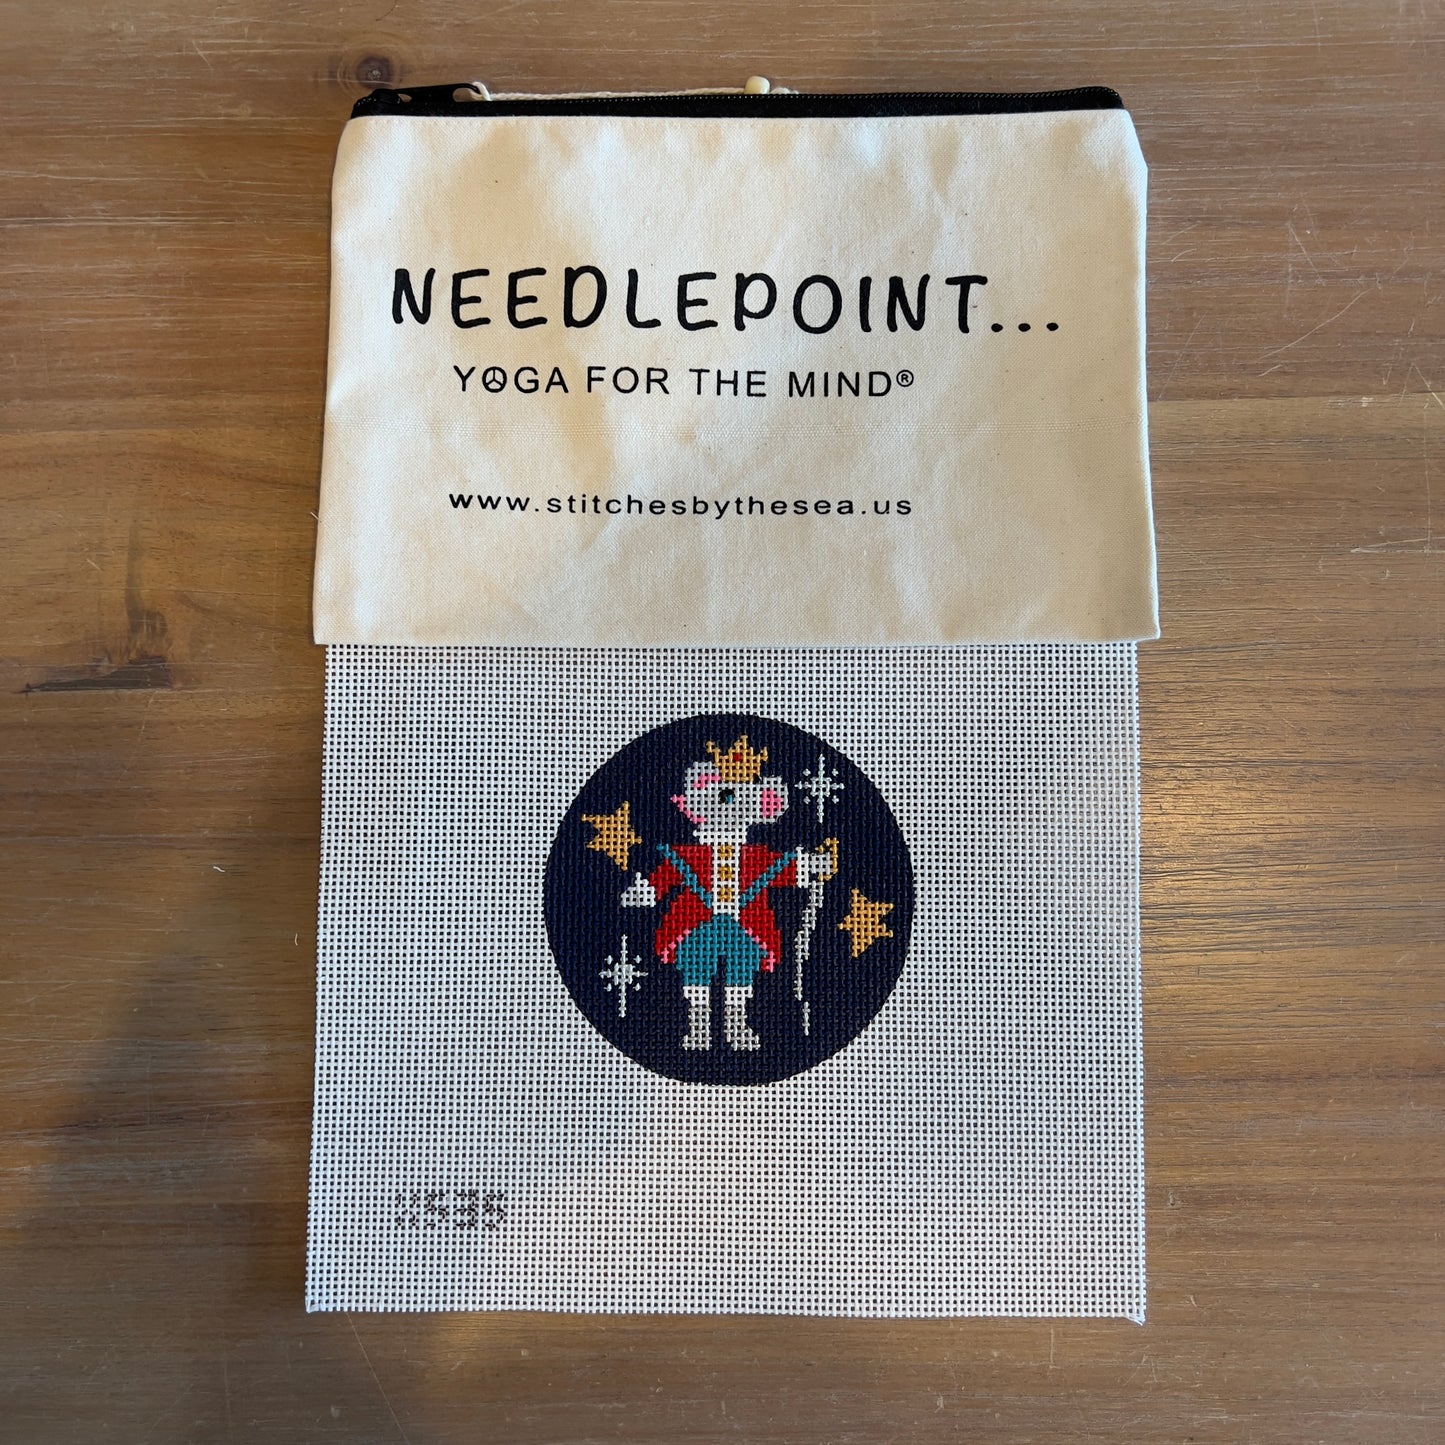 NEEDLEPOINT...
YOGA FOR THE MIND®
www.stitchesbythesea.us